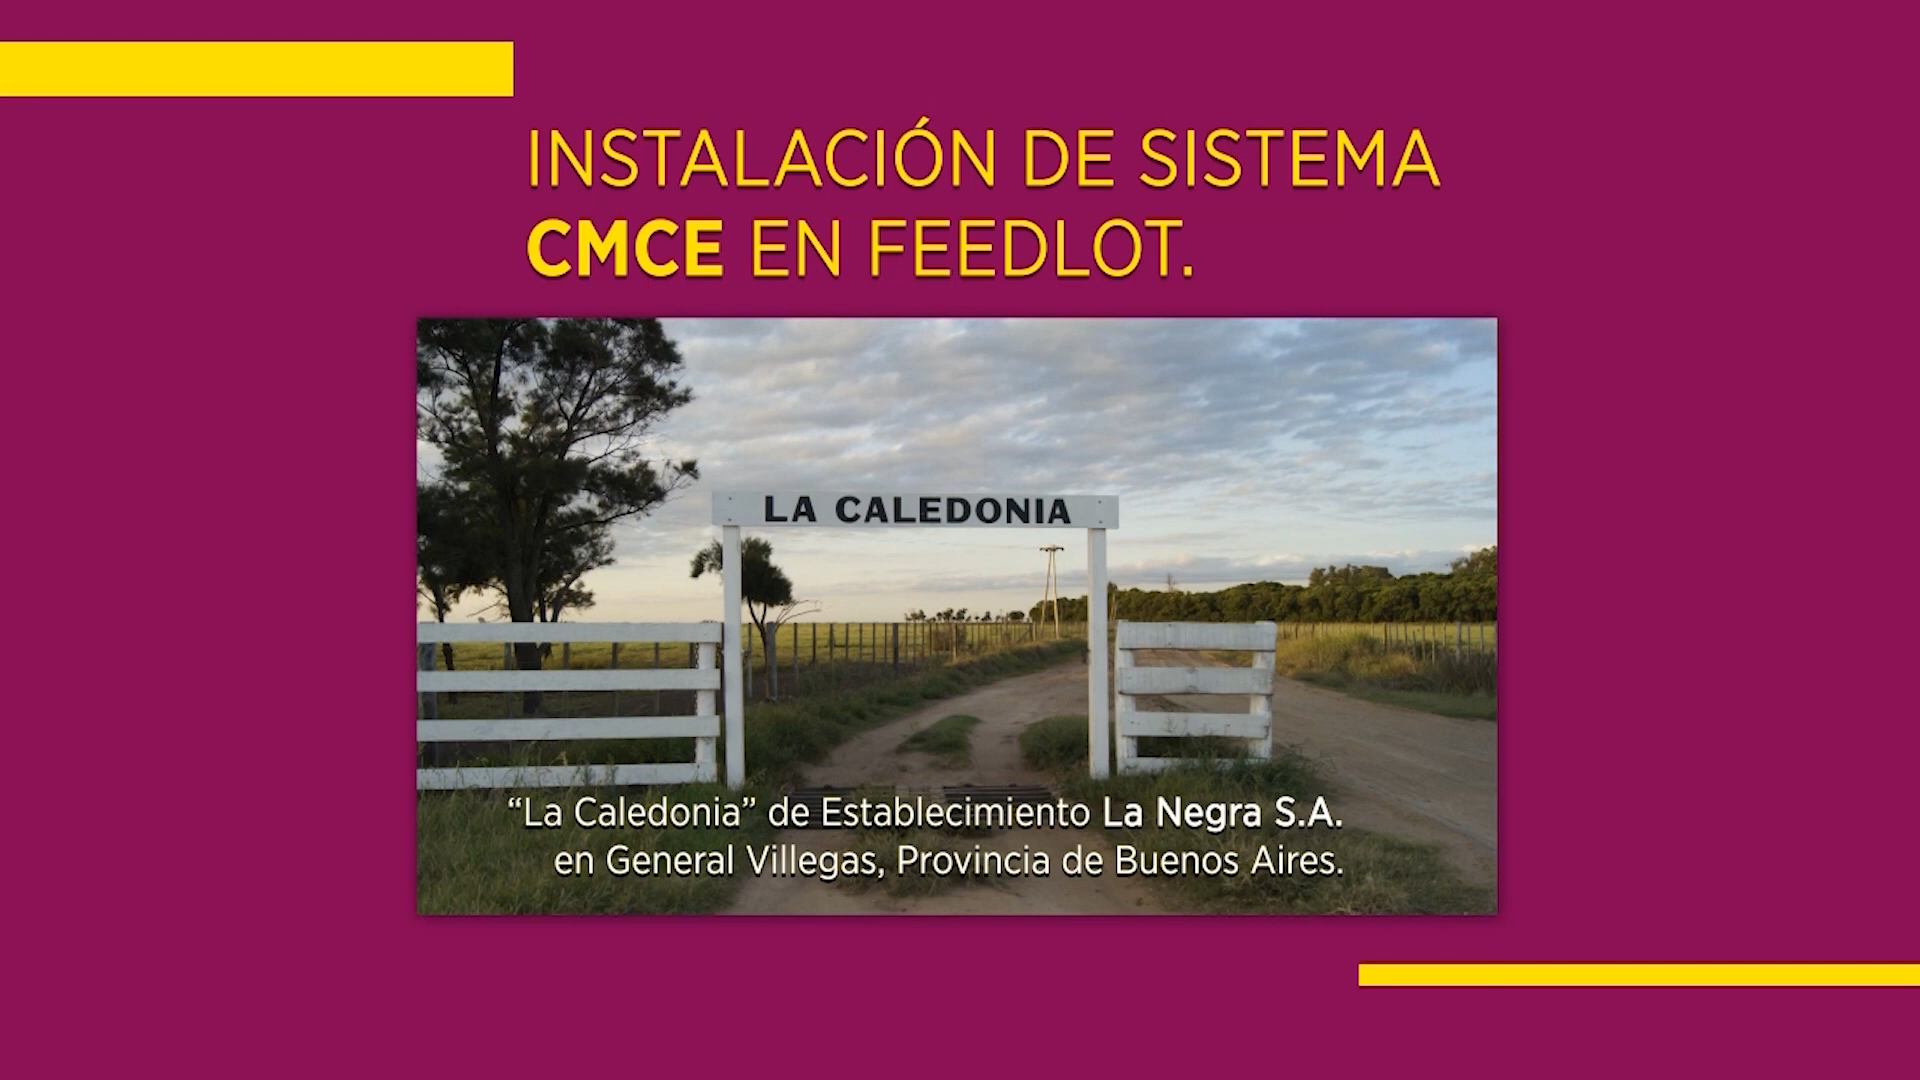 INSTALACIÓN DE SISTEMA
CMCE EN FEEDLOT.
LA CALEDONIA
“La Caledonia” de Establecimiento La Negra S.A.
en General Villegas, Provincia de Buenos Aires.